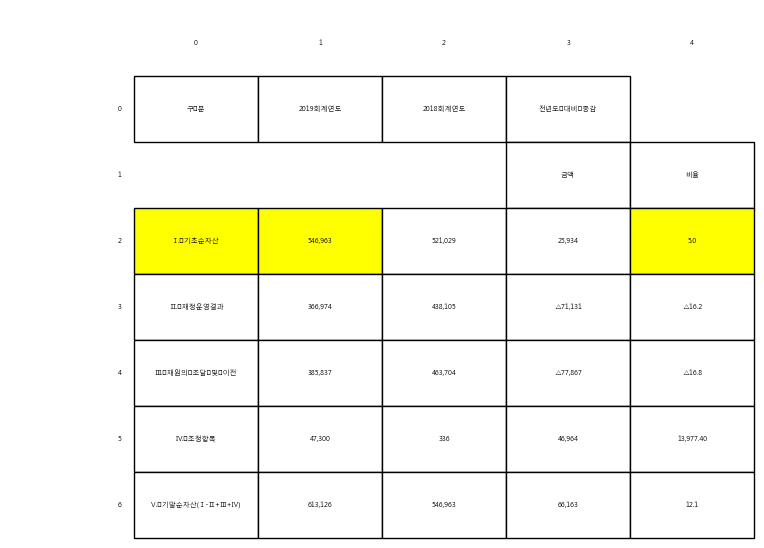 0 1 2 3 4
0 구□분 2019회계연도 2018회계연도 전년도□대비□증감
1 금액 비율
2 Ⅰ.□기초순자산 546,963 521,029 25,934 5.0
3 Ⅱ.□재정운영결과 366,974 438,105 △71,131 △16.2
4 Ⅲ□재원의□조달□및□이전 385,837 463,704 △77,867 △16.8
5 Ⅳ.□조정항목 47,300 336 46,964 13,977.40
6 Ⅴ.□기말순자산(Ⅰ-Ⅱ+Ⅲ+Ⅳ) 613,126 546,963 66,163 12.1